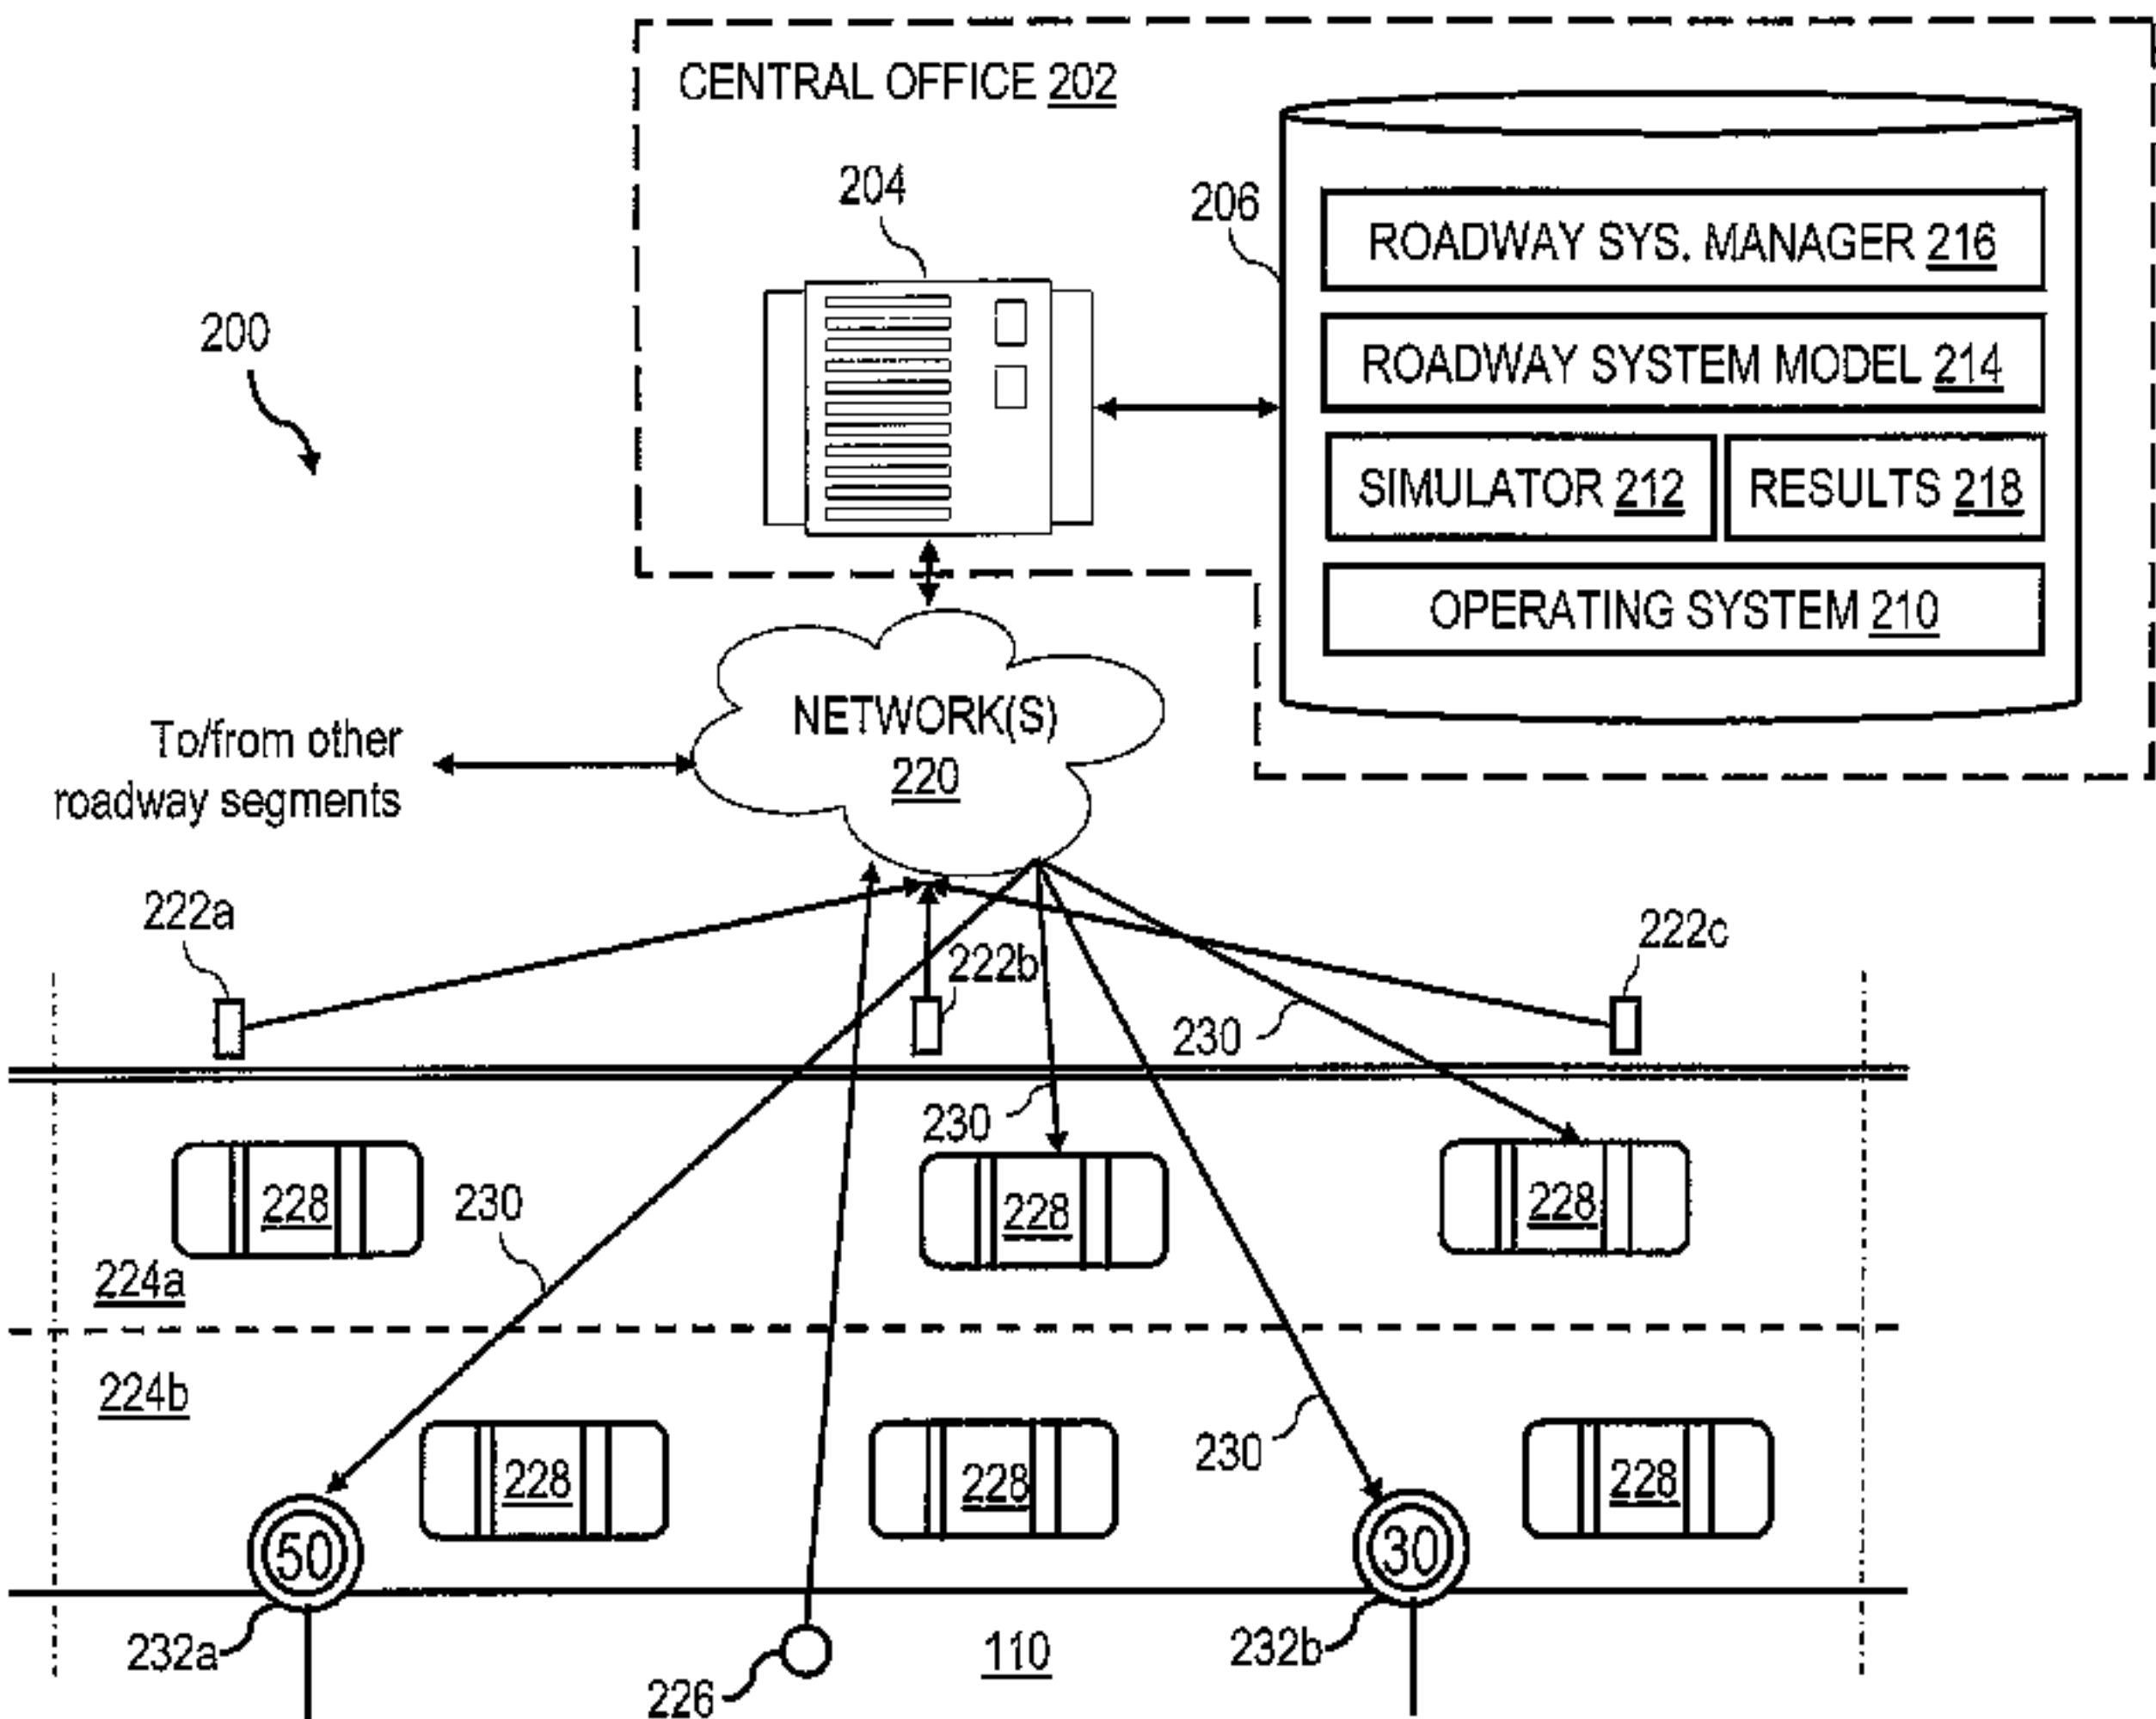 CENTRAL OFFICE 202
204
206
ROADWAY SYS. MANAGER 216
200
ROADWAY SYSTEM MODEL 214
SIMULATOR 212
RESULTS 218
OPERATING SYSTEM 210
NETWORK(S)
220
To/from other
roadway segments
222a
222b
222c
230
230
228
228
228
230
224a
224b
230
228
228
228
50
30
232a
226
110
232b